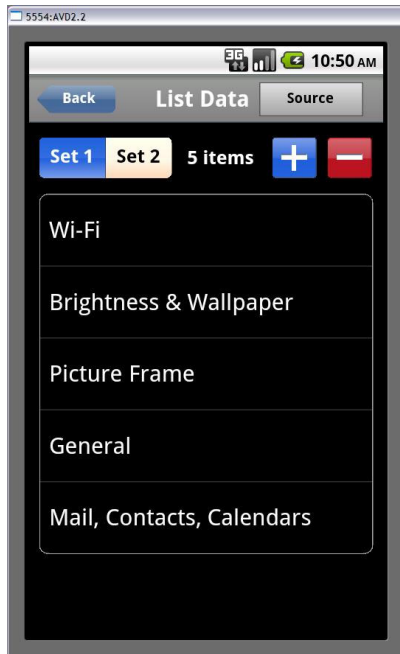 5554:AVD2.2
3G 10:50 AM
Back List Data Source
Set 1 Set 2 5 items + −
Wi-Fi
Brightness & Wallpaper
Picture Frame
General
Mail, Contacts, Calendars